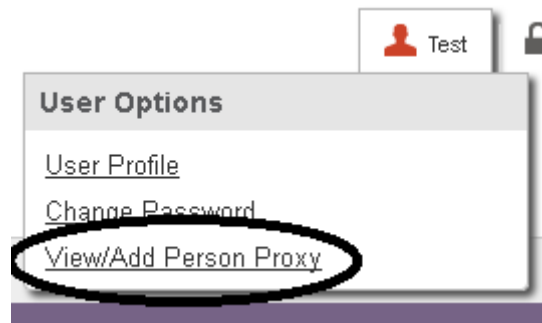 Test
User Options
User Profile
Change Password
View/Add Person Proxy